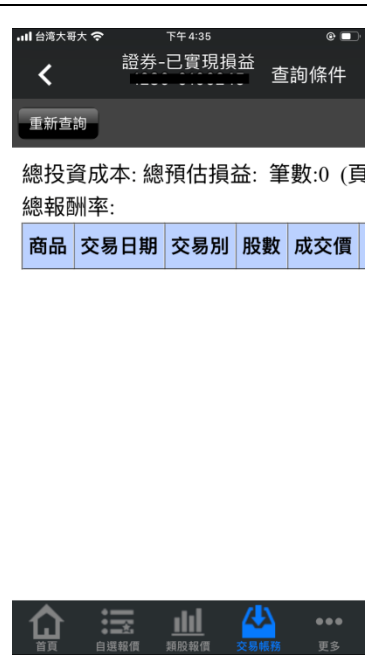 台湾大哥大 下午4:35
證券-已實現損益
查詢條件
重新查詢
總投資成本: 總預估損益: 筆數:0 (頁
總報酬率:
商品 交易日期 交易別 股數 成交價
首頁 自選報價 類股報價 交易帳務 更多